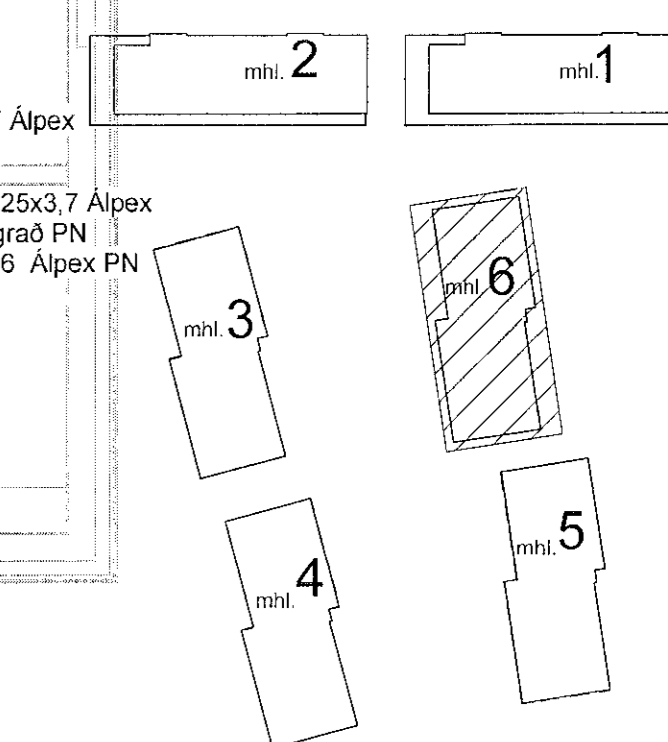 mhl. 2
mhl. 1
Álpex
25x3,7 Álpex
grað PN
6 Álpex PN
mhl. 6
mhl. 3
mhl. 5
mhl. 4